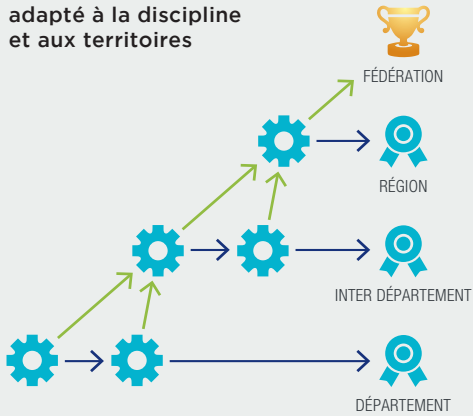 adapté à la discipline
et aux territoires
FÉDÉRATION
RÉGION
INTER DÉPARTEMENT
DÉPARTEMENT